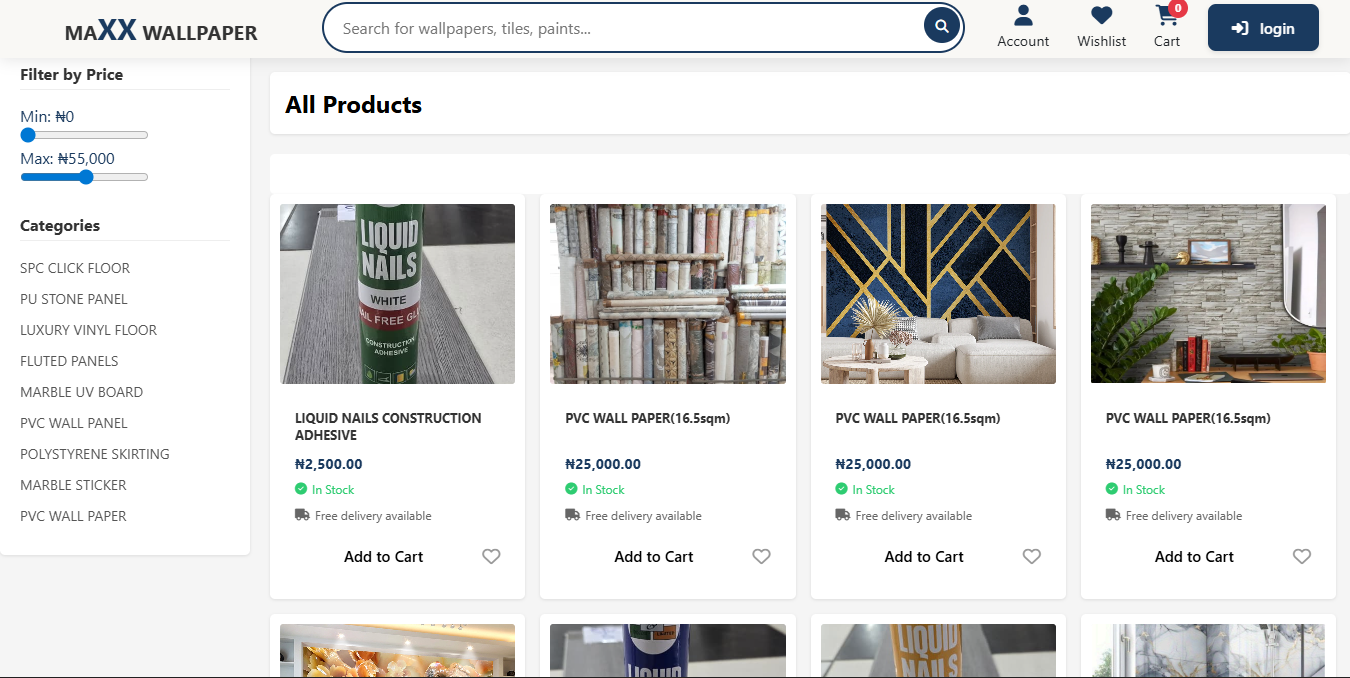 MAXX WALLPAPER
Search for wallpapers, tiles, paints...
Account
Wishlist
0
Cart
login
Filter by Price
Min: ₦0
Max: ₦55,000
Categories
SPC CLICK FLOOR
PU STONE PANEL
LUXURY VINYL FLOOR
FLUTED PANELS
MARBLE UV BOARD
PVC WALL PANEL
POLYSTYRENE SKIRTING
MARBLE STICKER
PVC WALL PAPER
All Products
LIQUID
NAILS
WHITE
AIL FREE GL
CONSTRUCTION
ADHESIVE
LIQUID NAILS CONSTRUCTION
ADHESIVE
₦2,500.00
In Stock
Free delivery available
Add to Cart
PVC WALL PAPER(16.5sqm)
₦25,000.00
In Stock
Free delivery available
Add to Cart
PVC WALL PAPER(16.5sqm)
₦25,000.00
In Stock
Free delivery available
Add to Cart
PVC WALL PAPER(16.5sqm)
₦25,000.00
In Stock
Free delivery available
Add to Cart
LIQUID
LIQUID
NAILS